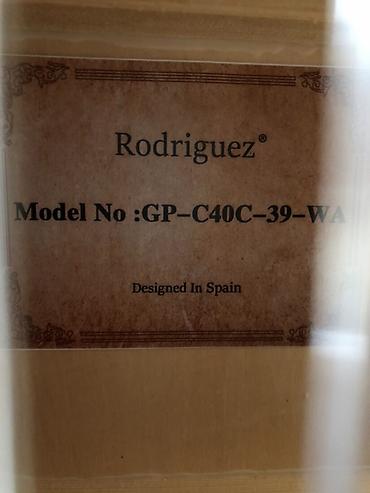 Rodriguez®
Model No :GP-C40C-39-WA
Designed In Spain